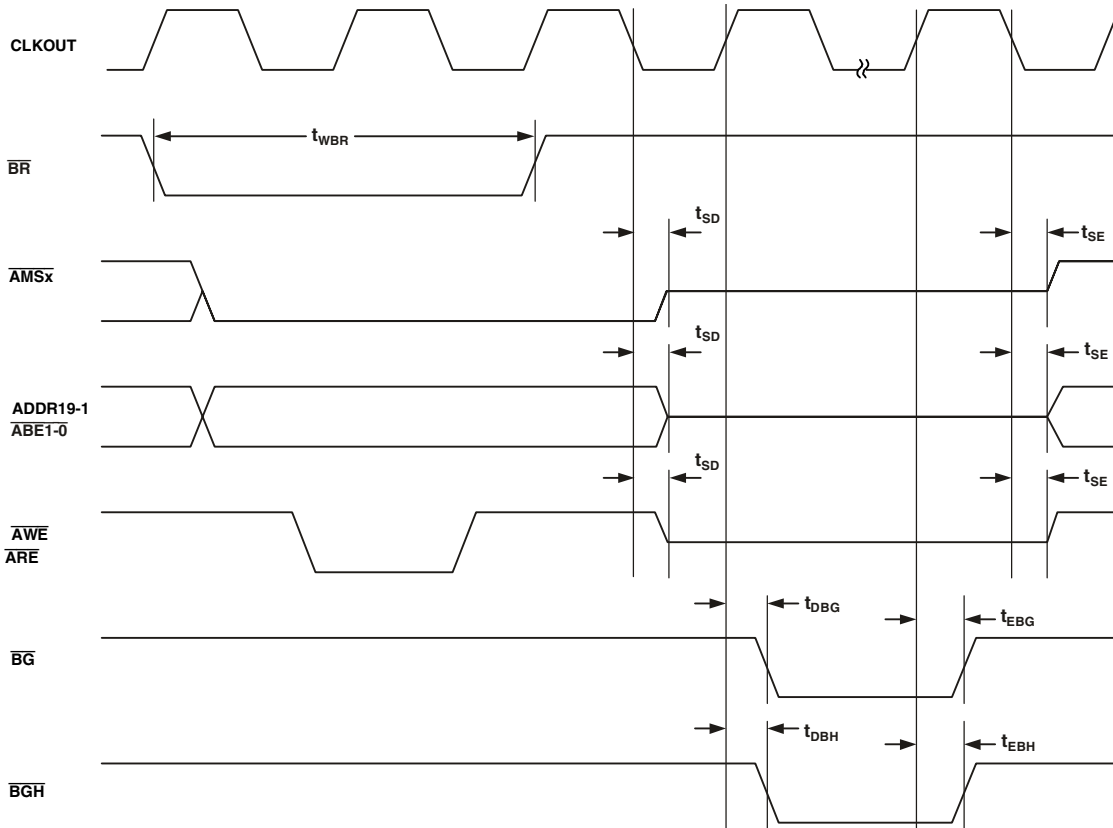 CLKOUT
tWBR
BR
tSD
tSE
AMSx
tSD
tSE
ADDR19-1
ABE1-0
tSD
tSE
AWE
ARE
tDBG
tEBG
BG
tDBH
tEBH
BGH